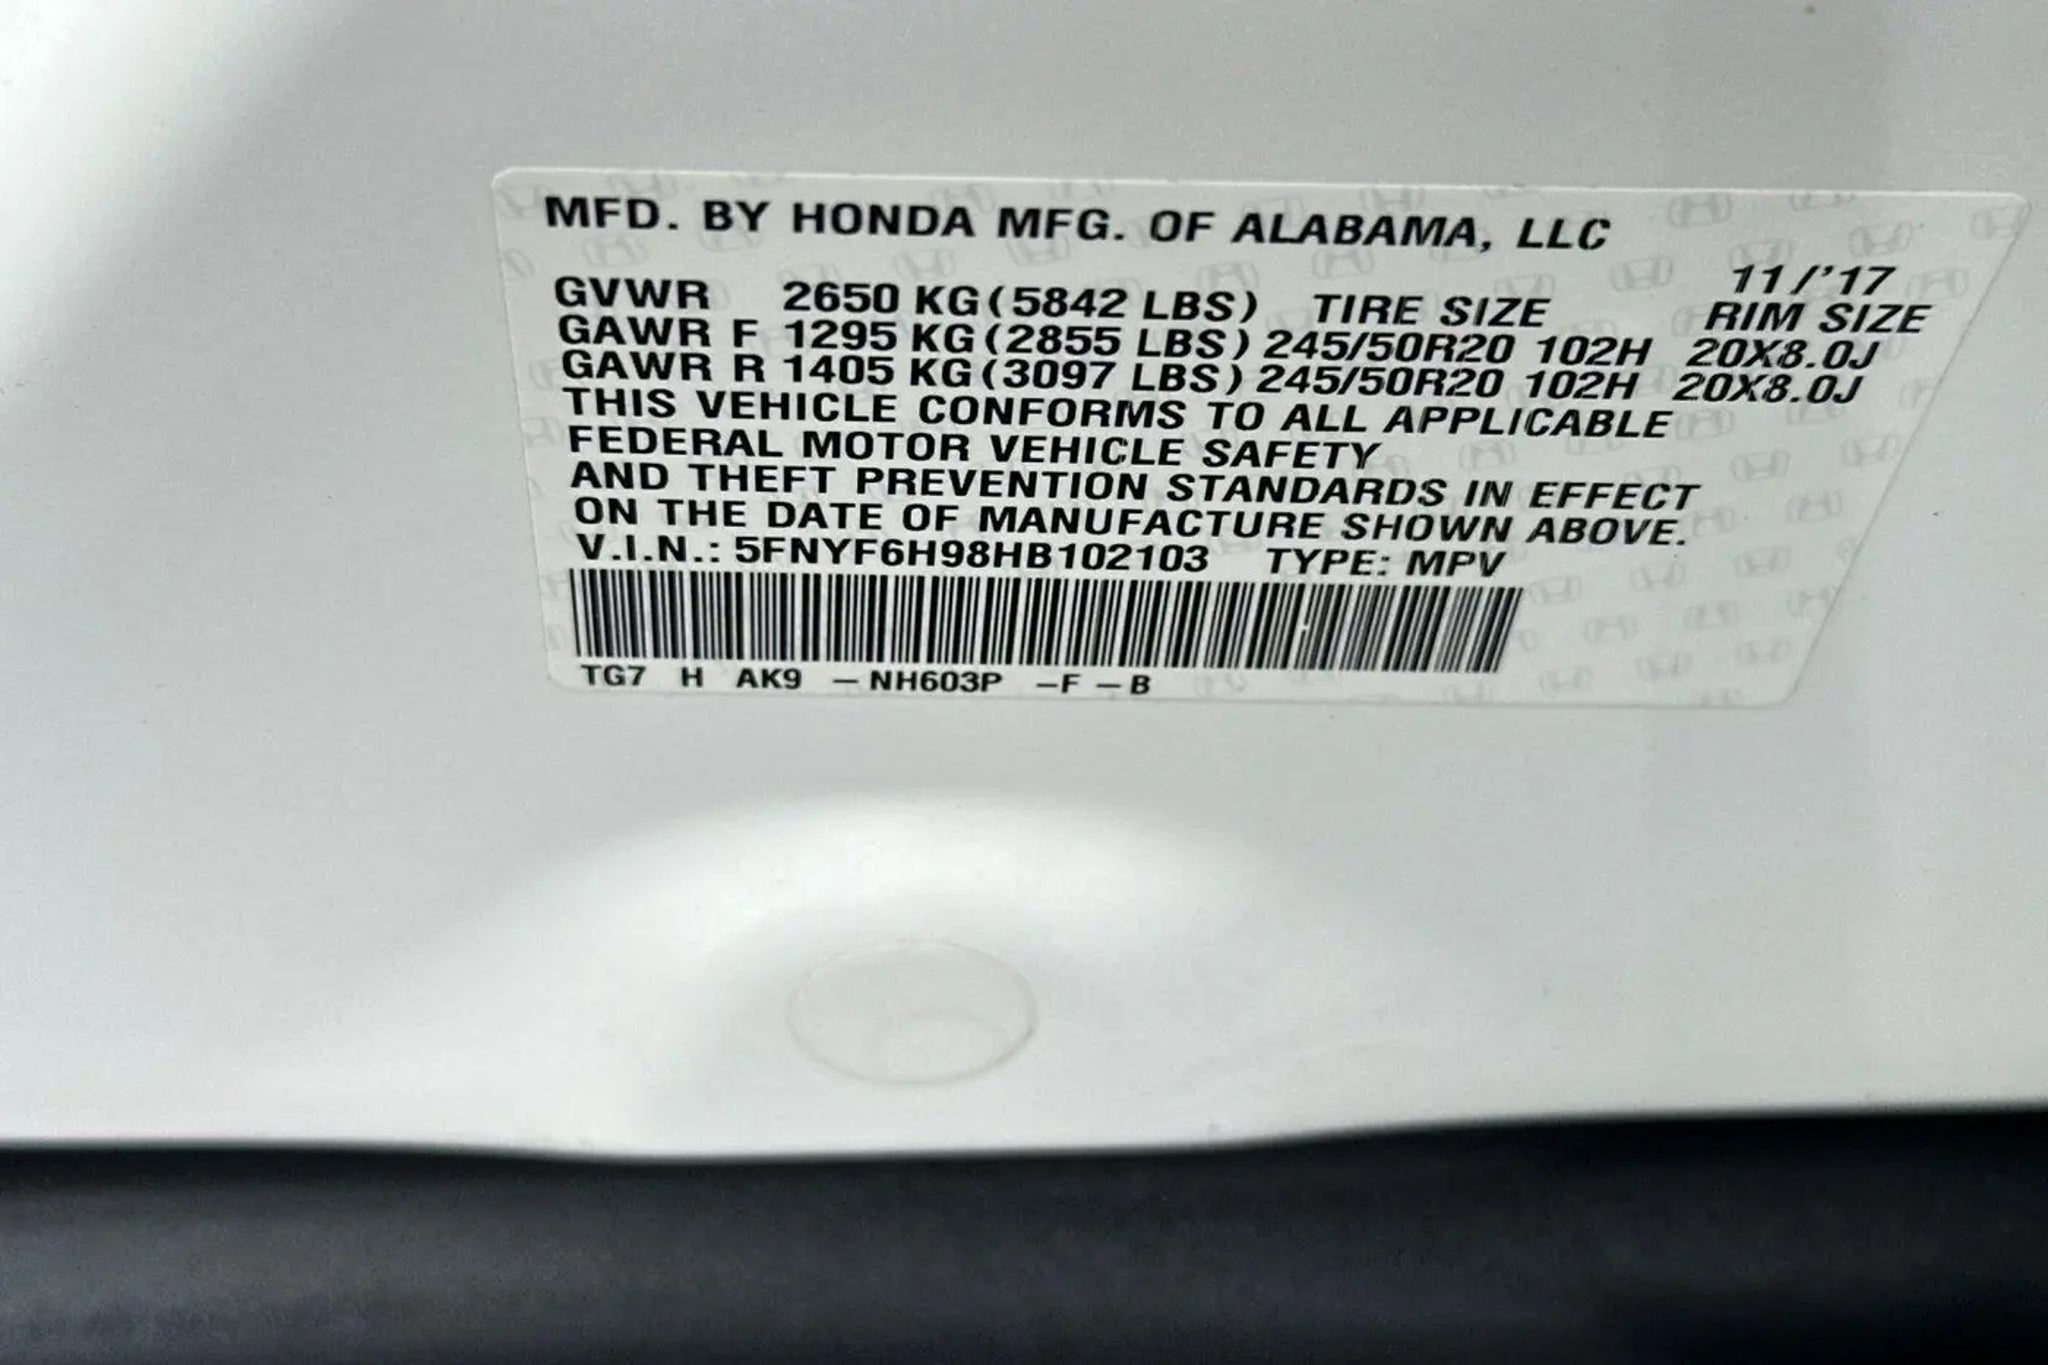 MFD. BY HONDA MFG. OF ALABAMA, LLC
11/'17
GVWR 2650 KG (5842 LBS) TIRE SIZE RIM SIZE
GAWR F 1295 KG (2855 LBS) 245/50R20 102H 20X8.0J
GAWR R 1405 KG (3097 LBS) 245/50R20 102H 20X8.0J
THIS VEHICLE CONFORMS TO ALL APPLICABLE
FEDERAL MOTOR VEHICLE SAFETY
AND THEFT PREVENTION STANDARDS IN EFFECT
ON THE DATE OF MANUFACTURE SHOWN ABOVE.
V.I.N.: 5FNYF6H98HB102103 TYPE: MPV
TG7 H AK9 -NH603P -F -B